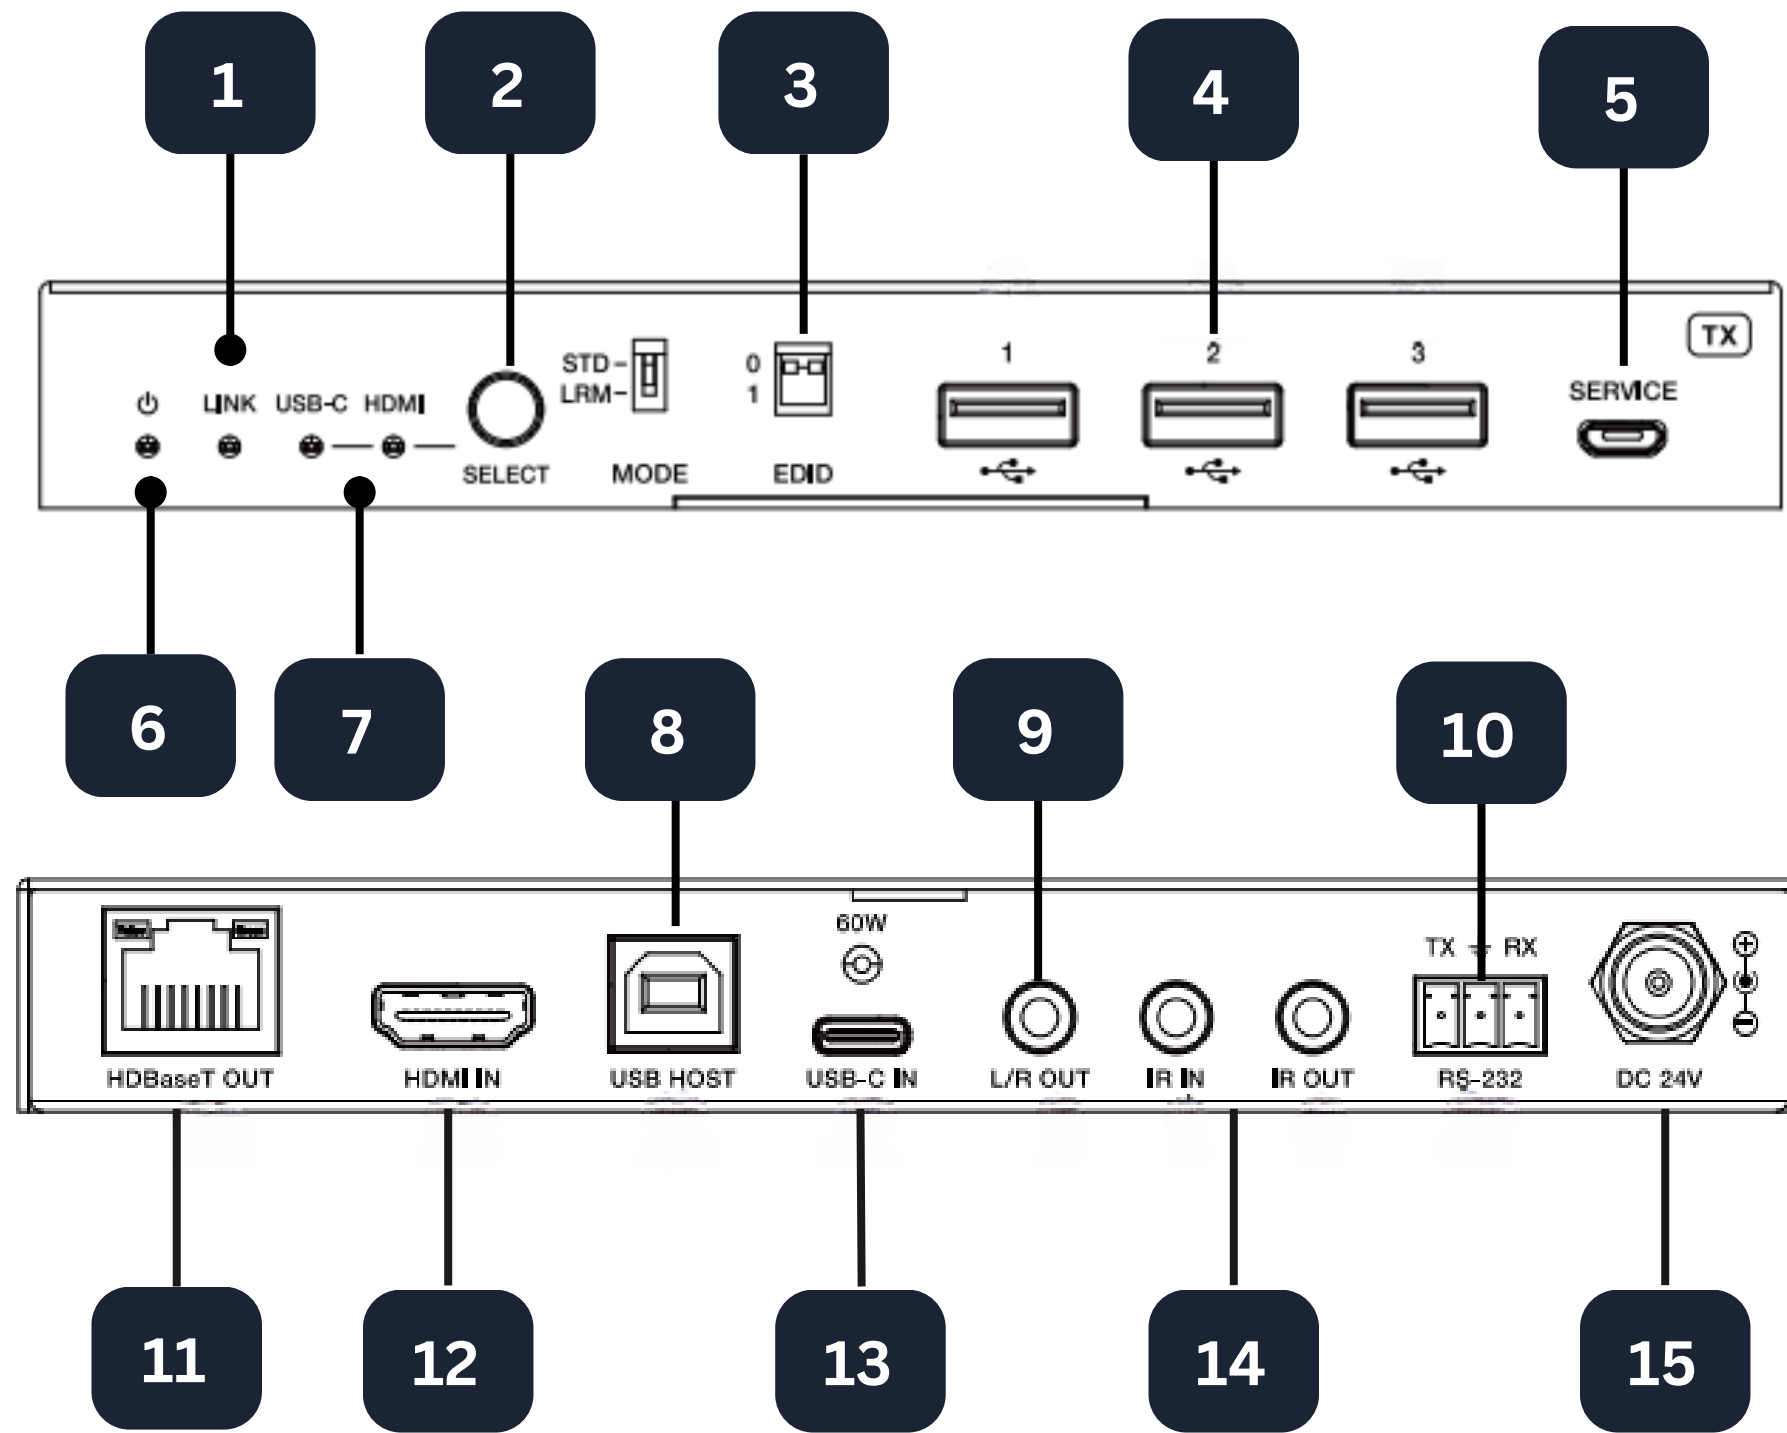 1 2 3 4 5
TX
1 2 3
STD
LRM
0
1
SERVICE
LINK USB-C HDMI
SELECT MODE EDID
6 7 8 9 10
60W
TX RX
HDBaseT OUT HDMI IN USB HOST USB-C IN L/R OUT IR IN IR OUT RS-232 DC 24V
11 12 13 14 15